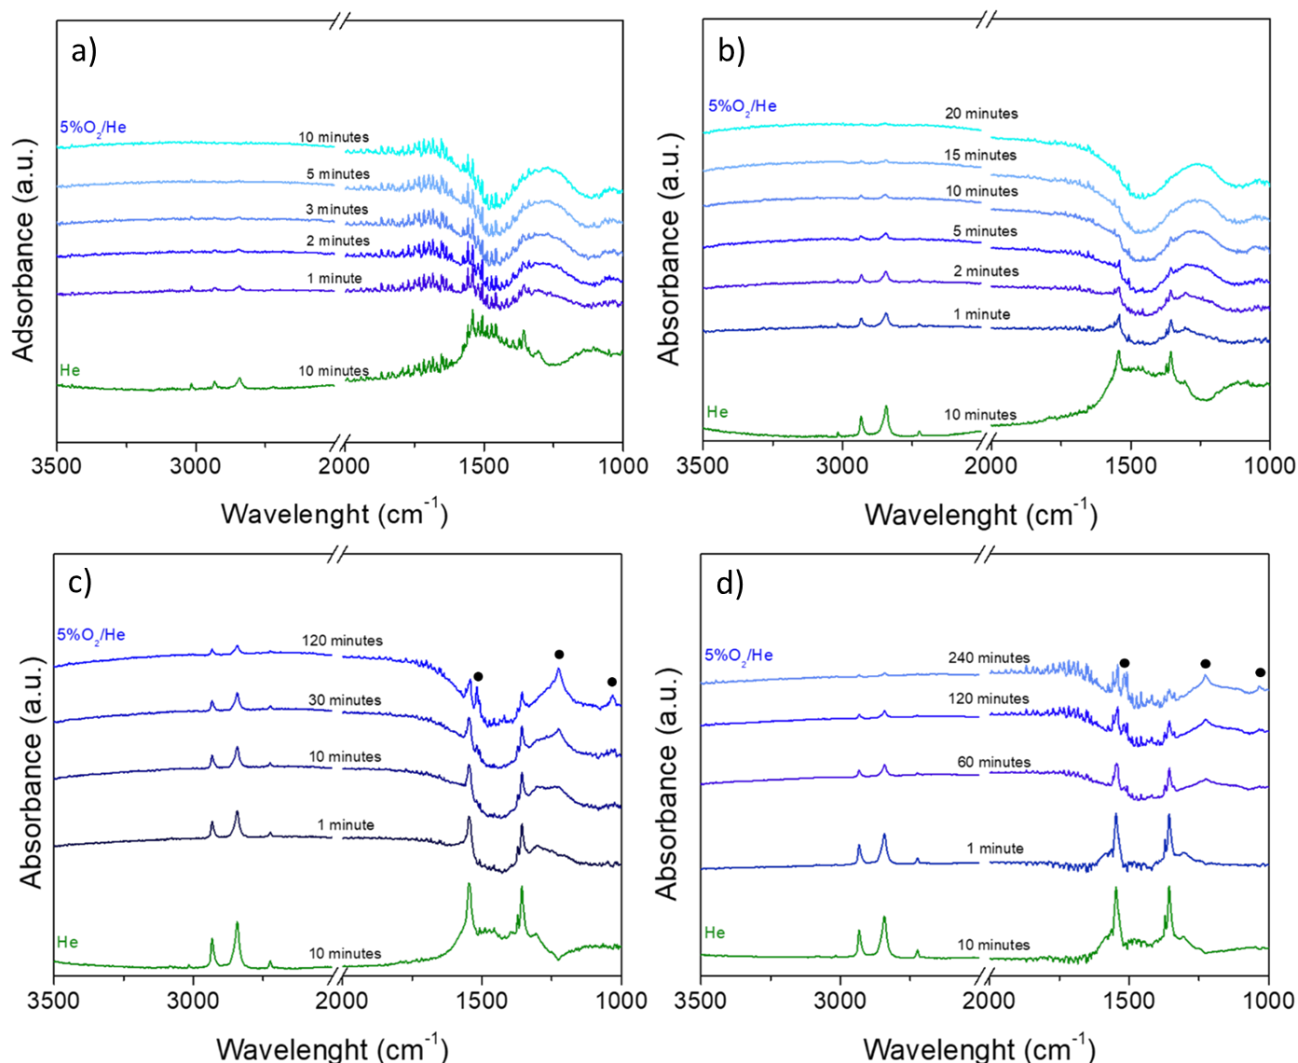 a)
Adsorbance (a.u.)
5%O2/He
10 minutes
5 minutes
3 minutes
2 minutes
1 minute
He
10 minutes
3500 3000 2000 1500 1000
Wavelenght (cm-1)
b)
Absorbance (a.u.)
5%O2/He
20 minutes
15 minutes
10 minutes
5 minutes
2 minutes
1 minute
He
10 minutes
3500 3000 2000 1500 1000
Wavelenght (cm-1)
c)
Absorbance (a.u.)
5%O2/He
120 minutes
30 minutes
10 minutes
1 minute
He
10 minutes
3500 3000 2000 1500 1000
Wavelenght (cm-1)
d)
Absorbance (a.u.)
5%O2/He
240 minutes
120 minutes
60 minutes
1 minute
He
10 minutes
3500 3000 2000 1500 1000
Wavelenght (cm-1)